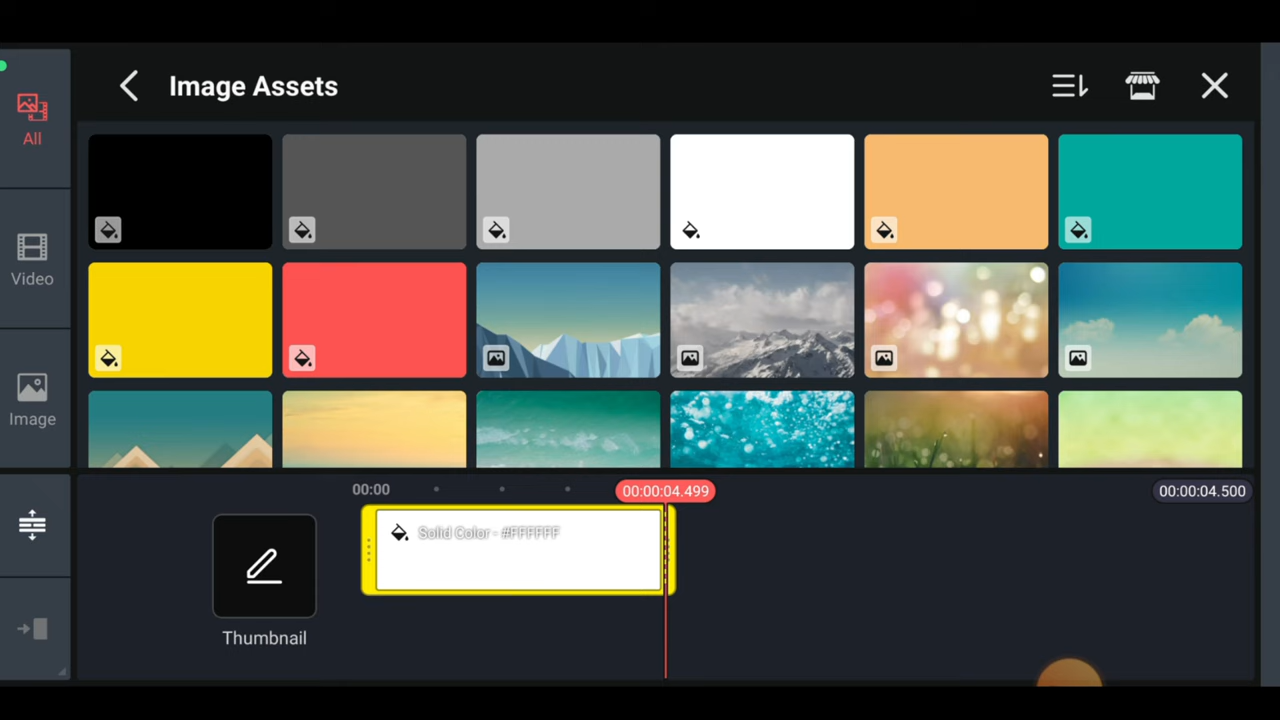 Image Assets
All
Video
Image
00:00
00:00:04.499
00:00:04.500
Solid Color - #FFFFFF
Thumbnail